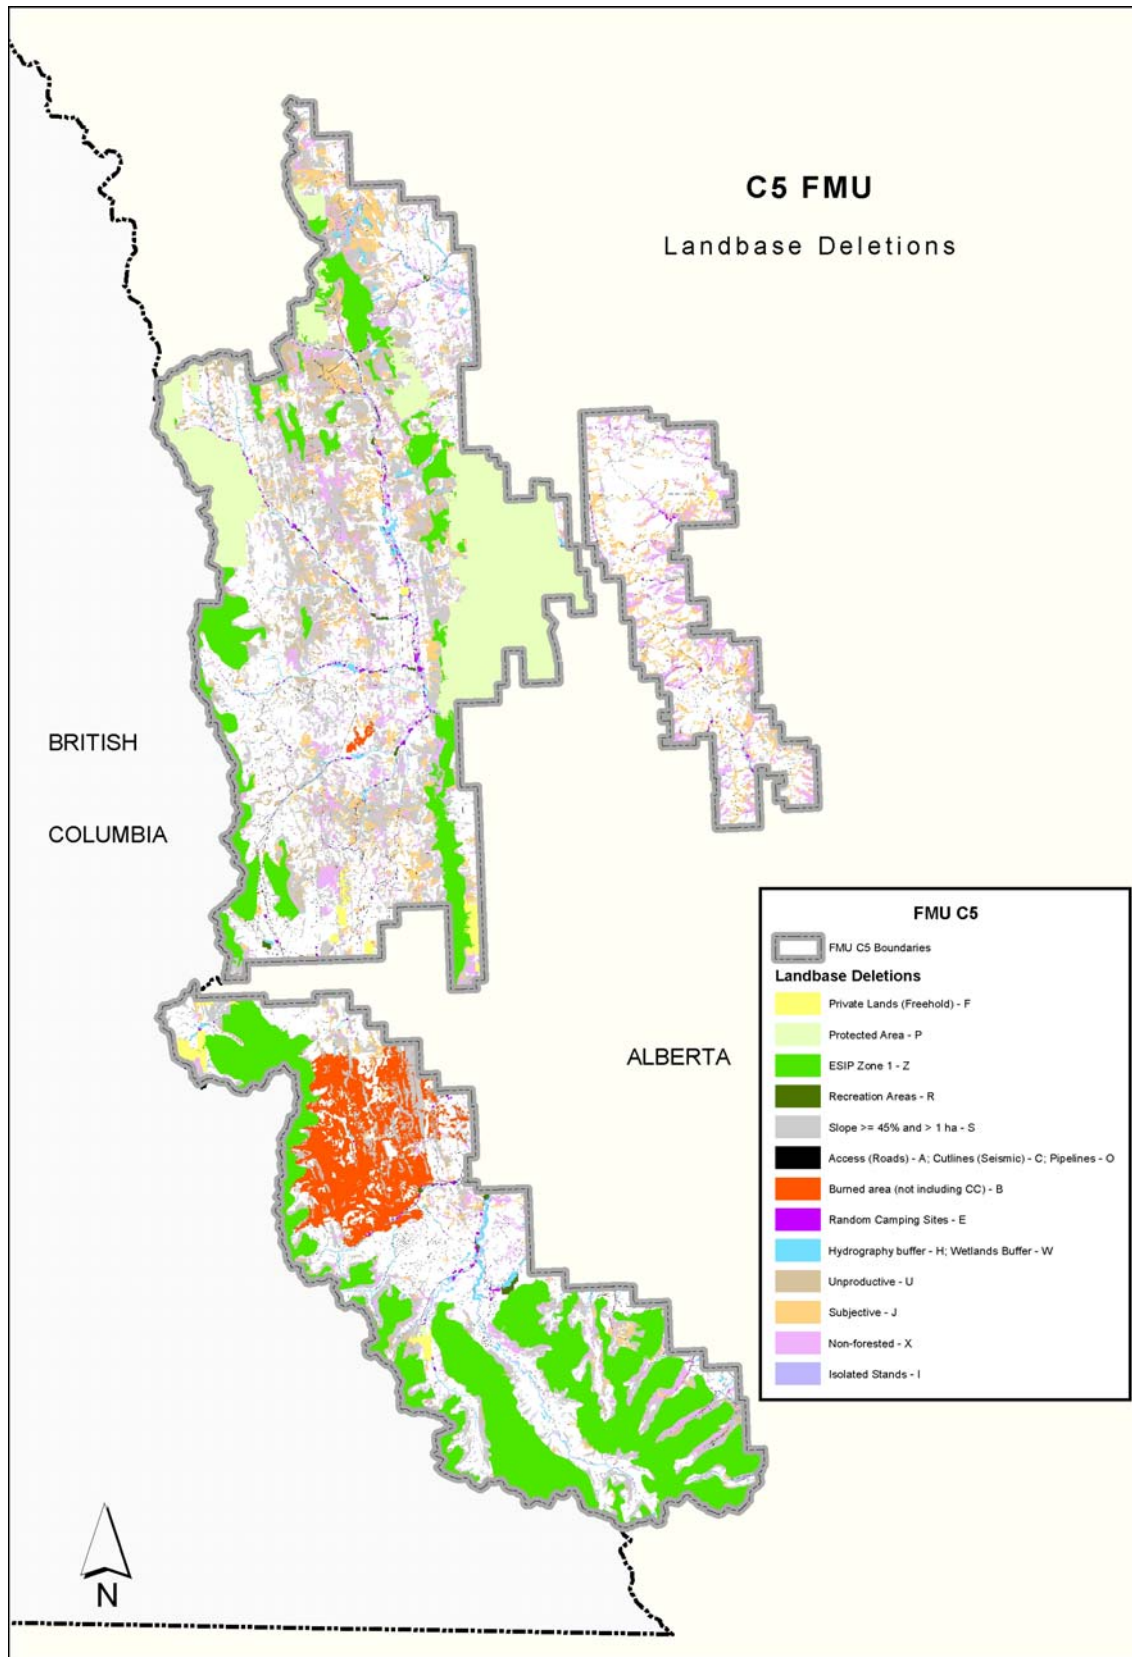 C5 FMU
Landbase Deletions
BRITISH
COLUMBIA
ALBERTA
FMU C5
FMU C5 Boundaries
Landbase Deletions
Private Lands (Freehold) - F
Protected Area - P
ESIP Zone 1 - Z
Recreation Areas - R
Slope >= 45% and > 1 ha - S
Access (Roads) - A; Cutlines (Seismic) - C; Pipelines - O
Burned area (not including CC) - B
Random Camping Sites - E
Hydrography buffer - H; Wetlands Buffer - W
Unproductive - U
Subjective - J
Non-forested - X
Isolated Stands - I
N